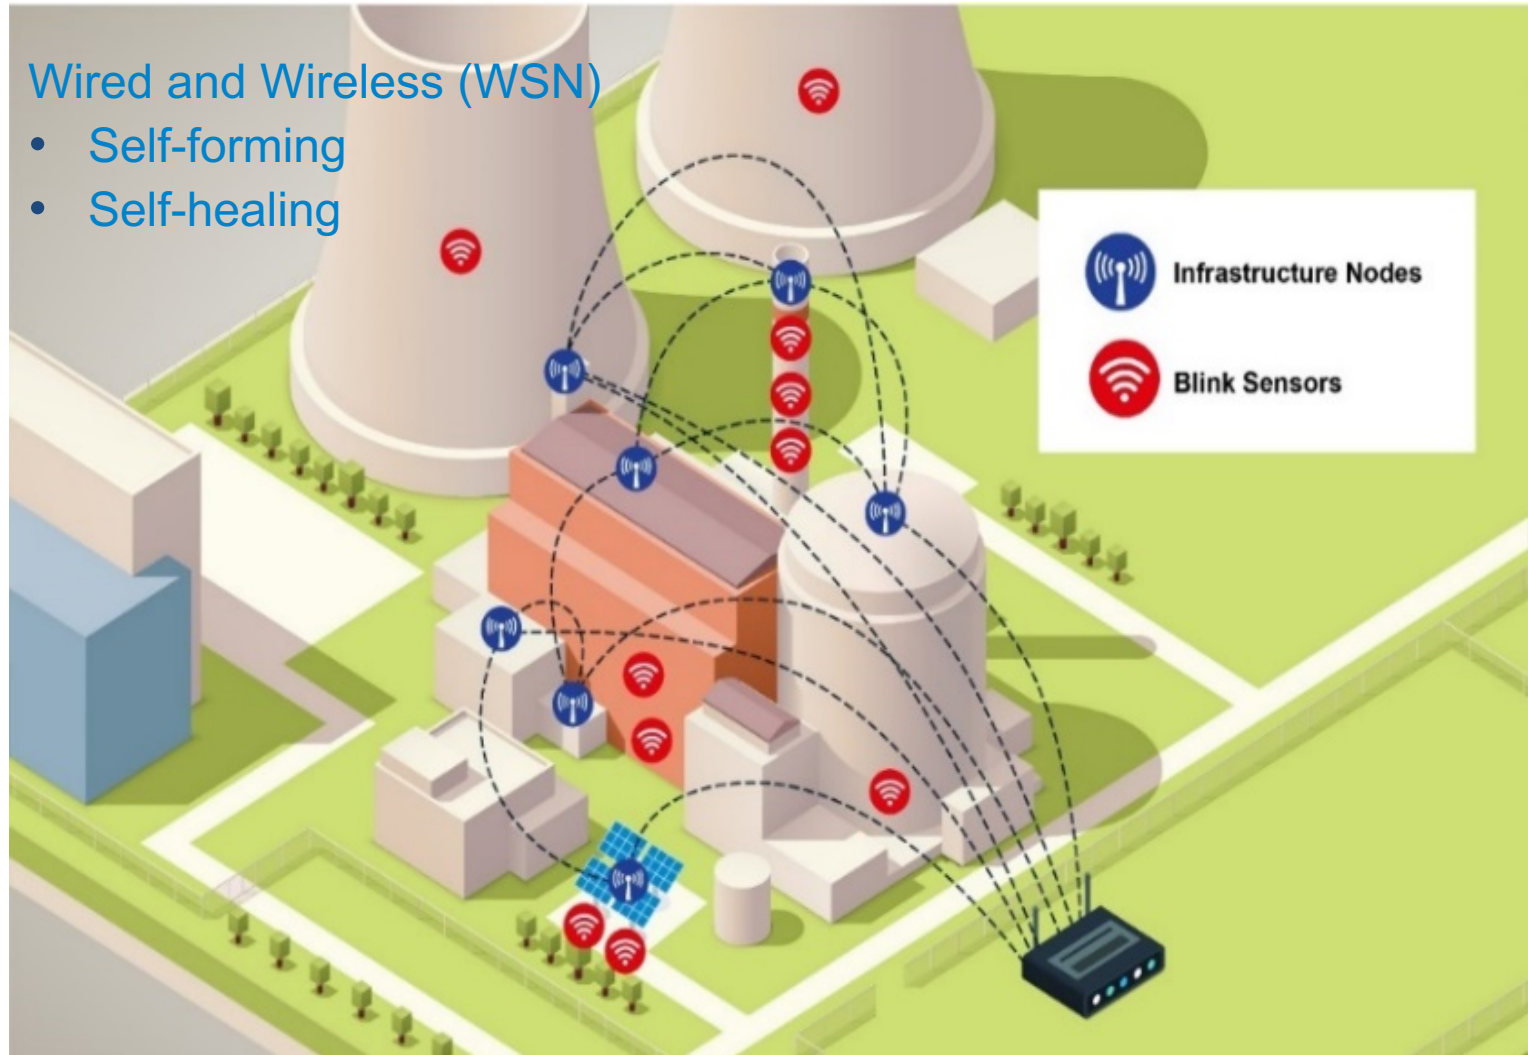 Wired and Wireless (WSN)
• Self-forming
• Self-healing
Infrastructure Nodes
Blink Sensors